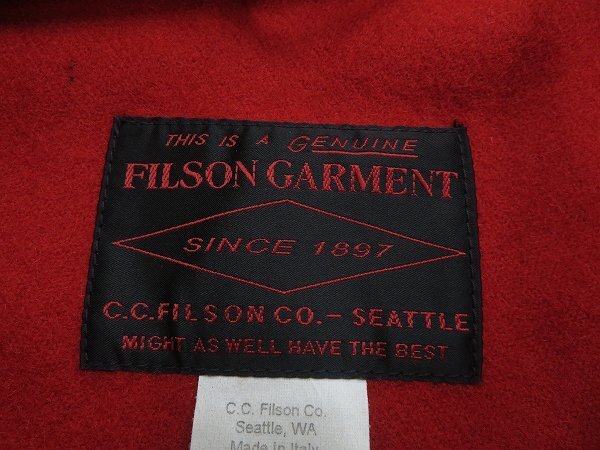 THIS IS A GENUINE
FILSON GARMENT
SINCE 1897
C.C.FILSON CO.– SEATTLE
MIGHT AS WELL HAVE THE BEST
C.C. Filson Co.
Seattle, WA
Made in Italy